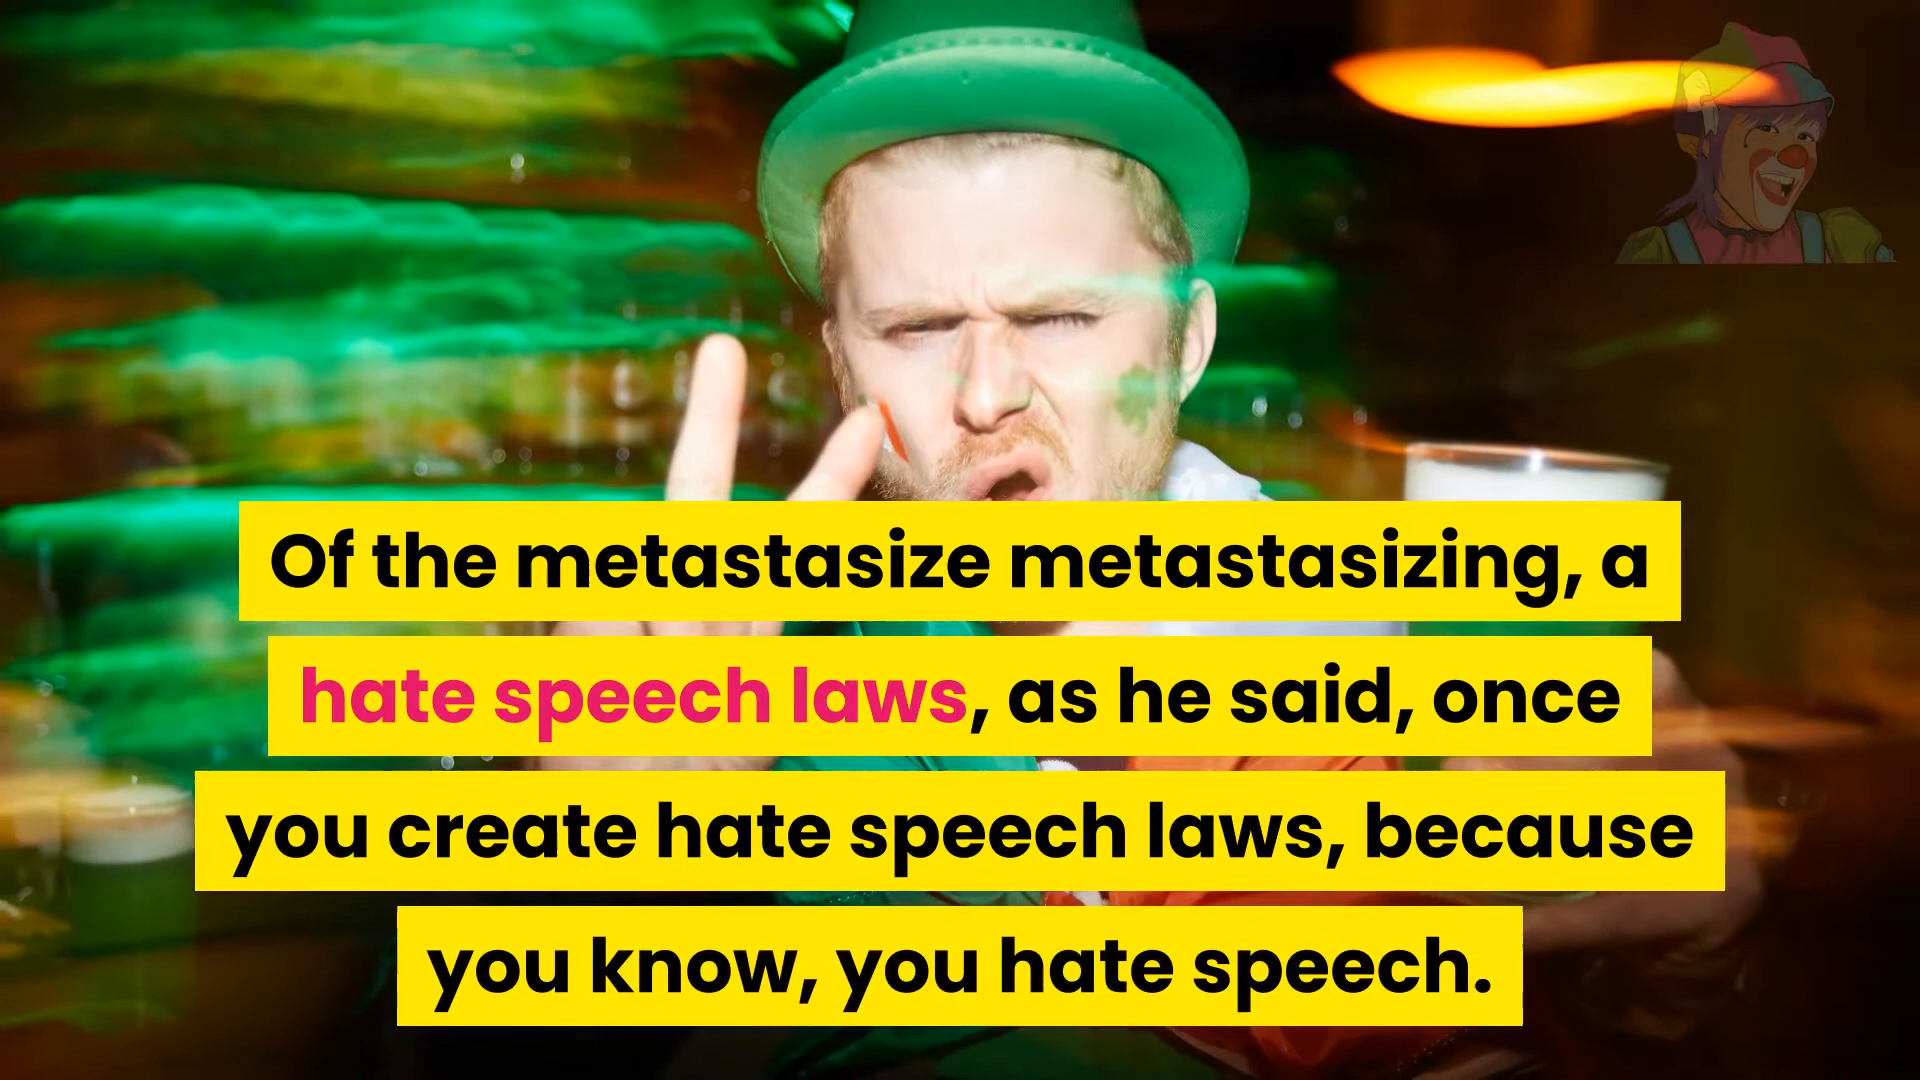 Of the metastasize metastasizing, a
hate speech laws, as he said, once
you create hate speech laws, because
you know, you hate speech.